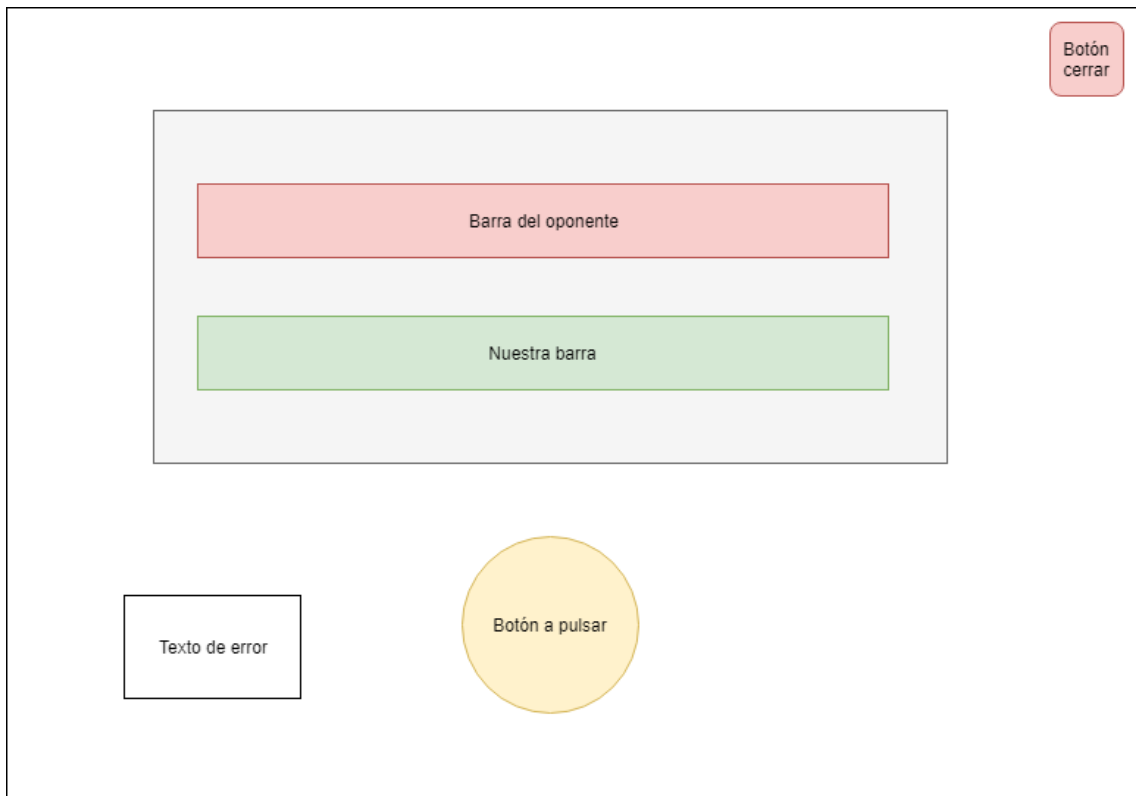 Botón
cerrar
Barra del oponente
Nuestra barra
Botón a pulsar
Texto de error